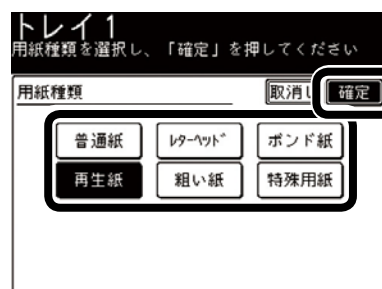 トレイ1
用紙種類を選択し、「確定」を押してください
用紙種類 取消し 確定
普通紙 ﾚﾀｰﾍｯﾄﾞ ボンド紙
再生紙 粗い紙 特殊用紙